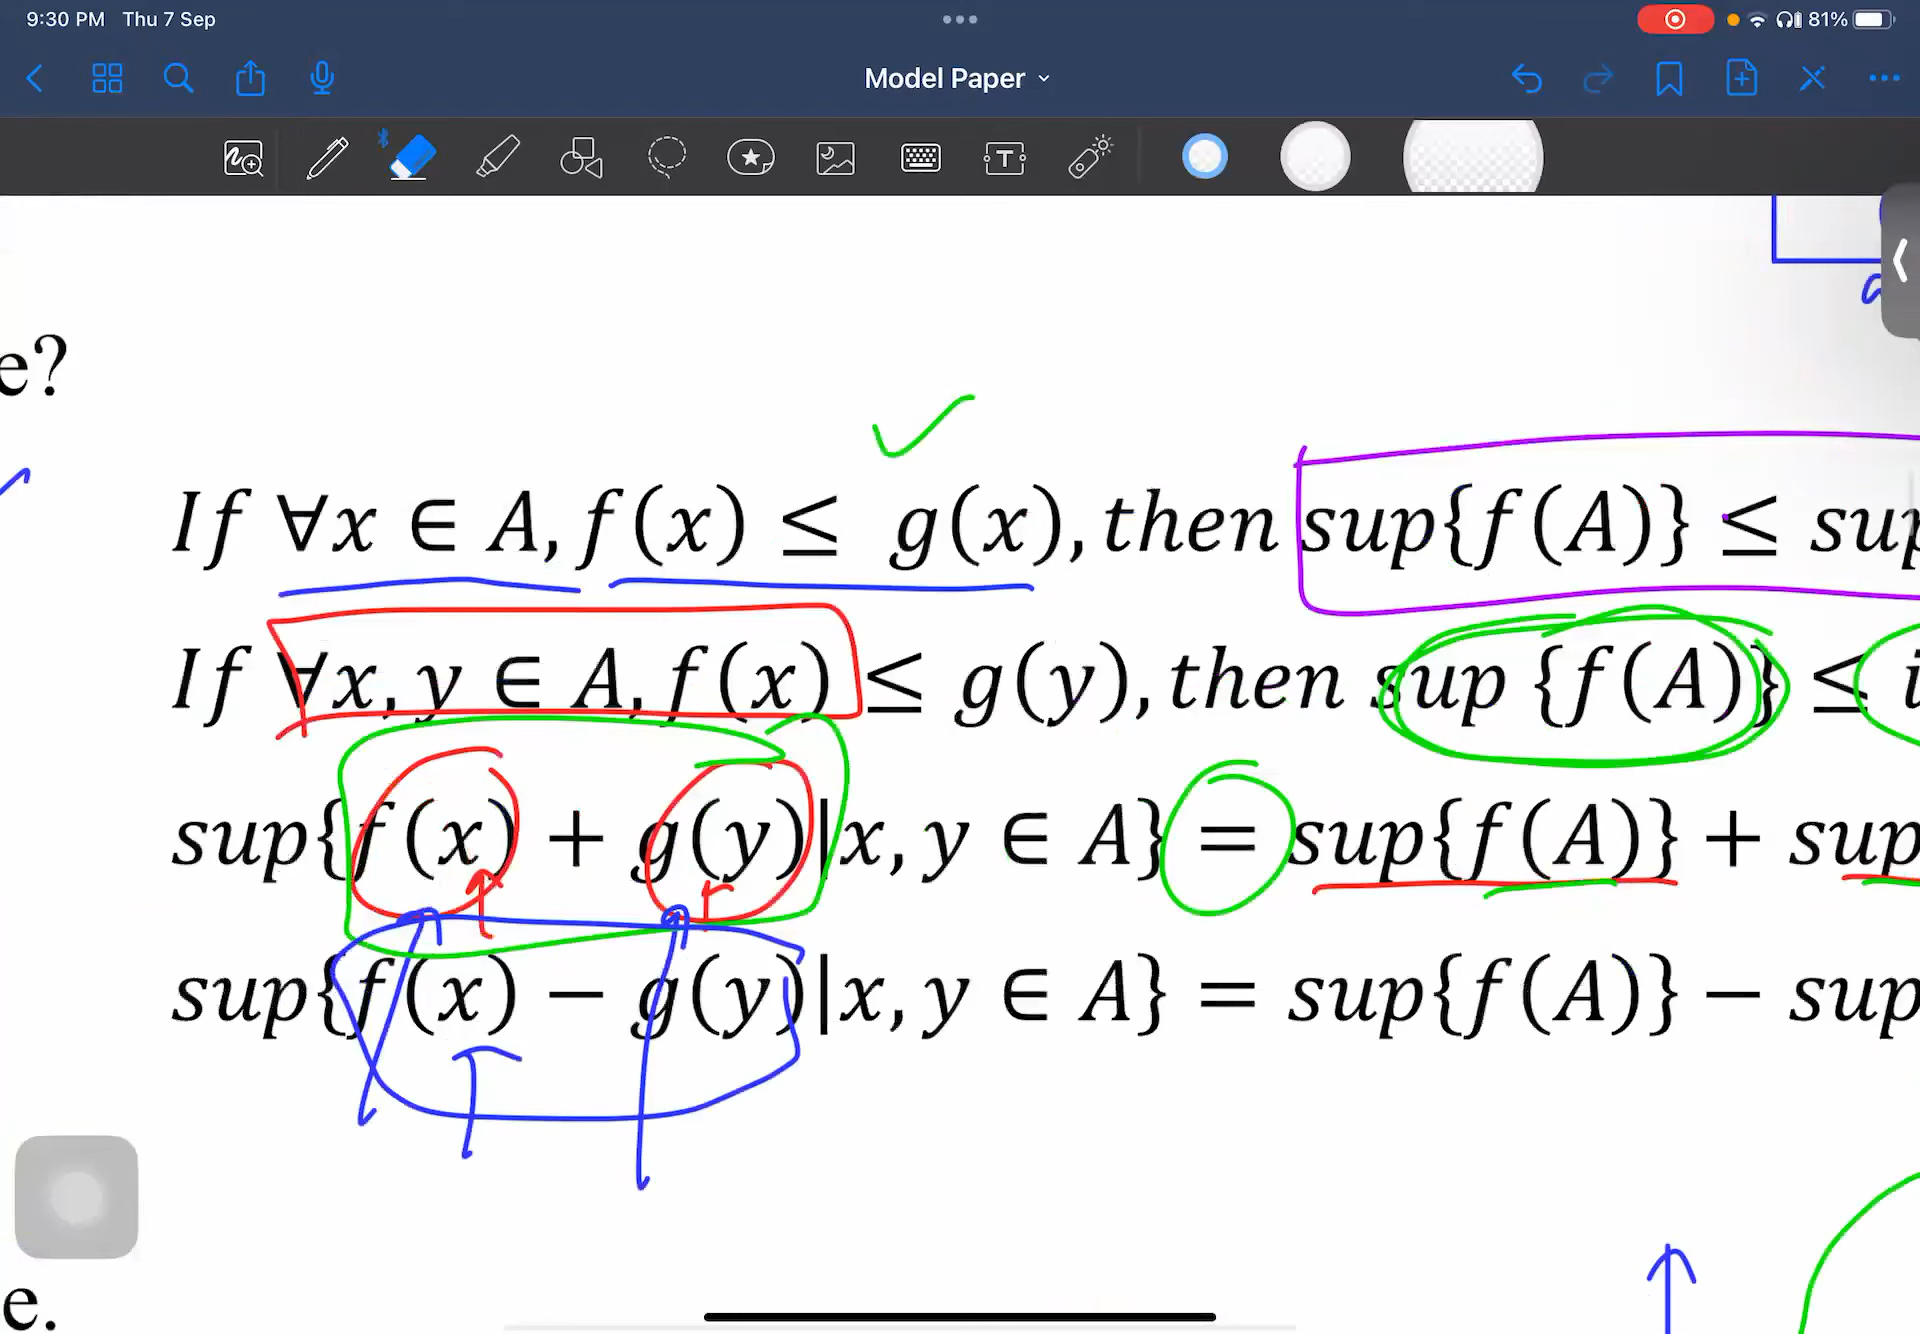 9:30 PM Thu 7 Sep
81%
Model Paper
T
e?
If ∀x ∈ A, f(x) ≤ g(x), then sup{f(A)} ≤ sup
If ∀x, y ∈ A, f(x) ≤ g(y), then sup {f(A)} ≤ i
sup{f(x) + g(y)|x, y ∈ A} = sup{f(A)} + sup
sup{f(x) − g(y)|x, y ∈ A} = sup{f(A)} − sup
e.